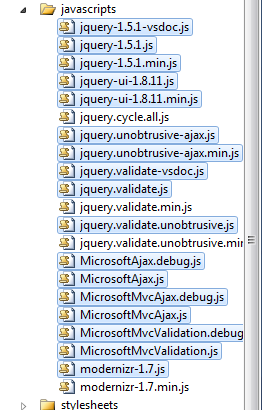 javascripts
jquery-1.5.1-vsdoc.js
jquery-1.5.1.js
jquery-1.5.1.min.js
jquery-ui-1.8.11.js
jquery-ui-1.8.11.min.js
jquery.cycle.all.js
jquery.unobtrusive-ajax.js
jquery.unobtrusive-ajax.min.js
jquery.validate-vsdoc.js
jquery.validate.js
jquery.validate.min.js
jquery.validate.unobtrusive.js
jquery.validate.unobtrusive.mir
MicrosoftAjax.debug.js
MicrosoftAjax.js
MicrosoftMvcAjax.debug.js
MicrosoftMvcAjax.js
MicrosoftMvcValidation.debug
MicrosoftMvcValidation.js
modernizr-1.7.js
modernizr-1.7.min.js
stylesheets